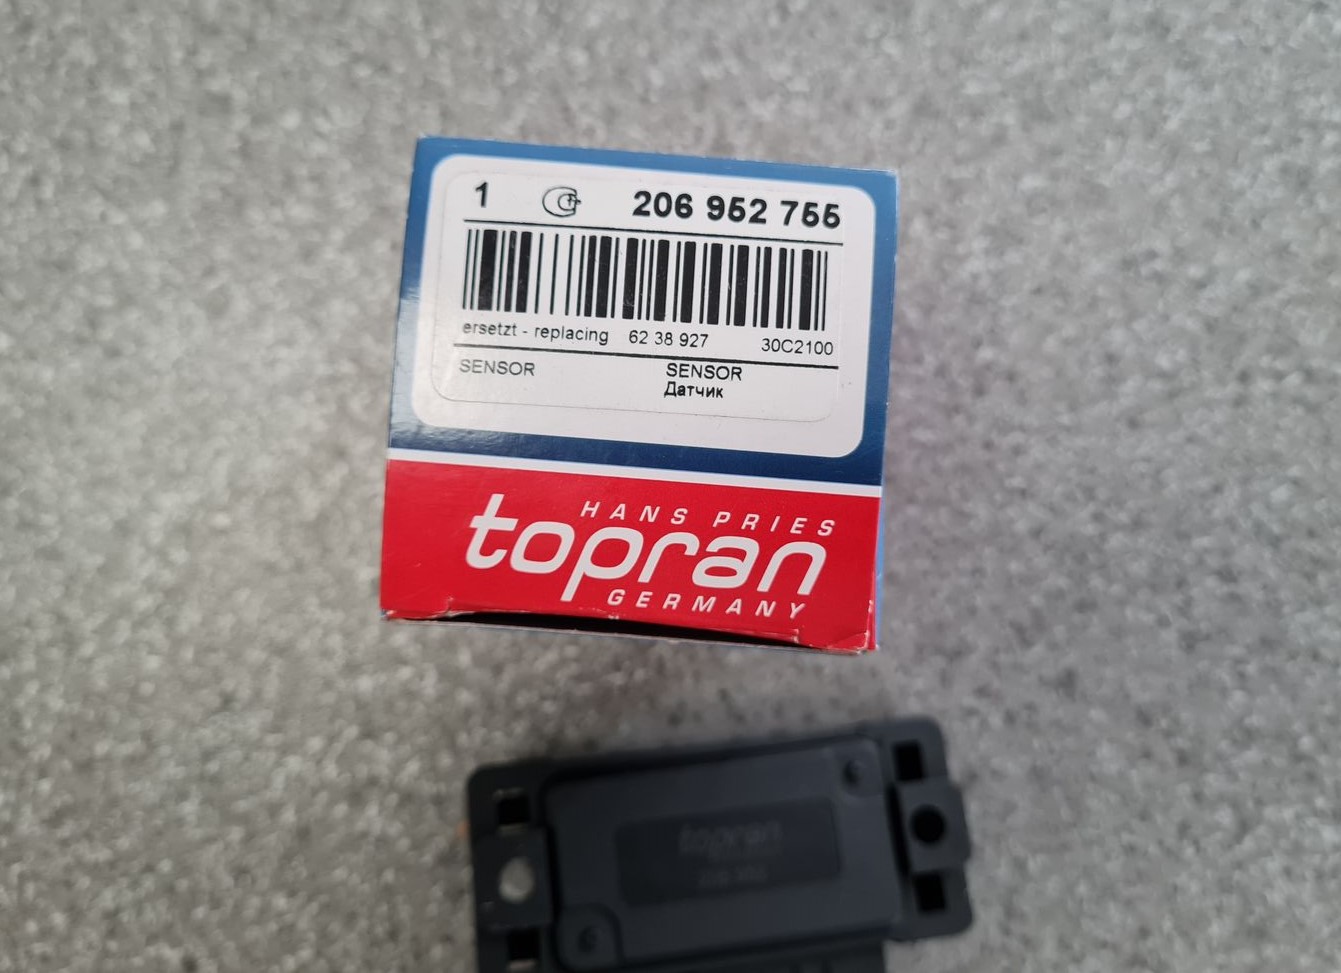 1 206 952 755
ersetzt - replacing 62 38 927 30C2100
SENSOR SENSOR
Датчик
HANS PRIES
topran
GERMANY
topran